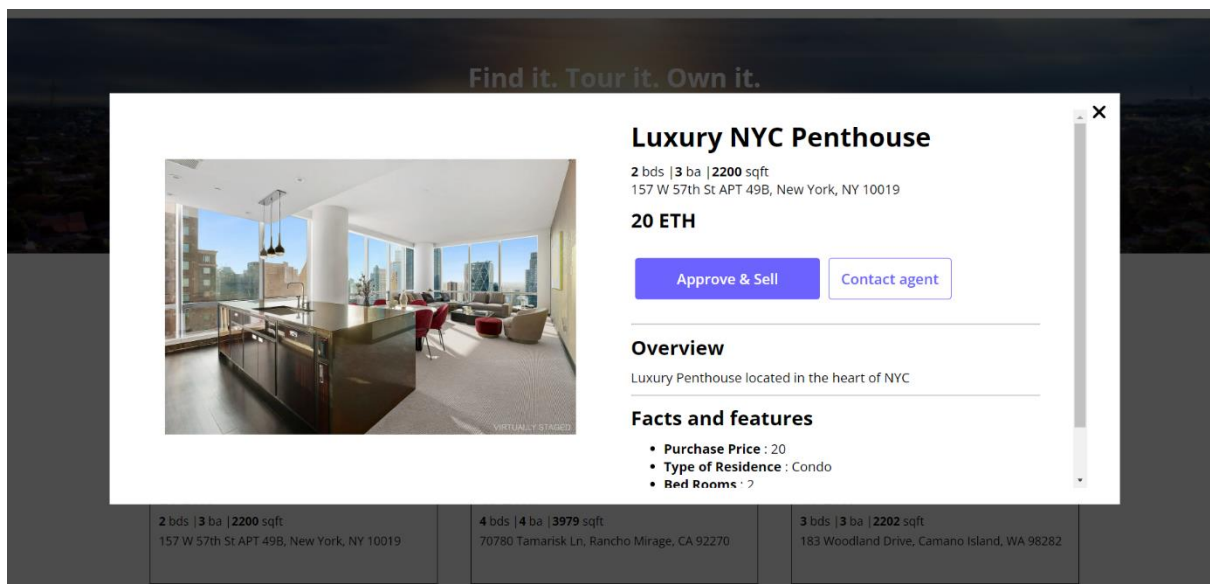 Find it. Tour it. Own it.
Luxury NYC Penthouse
2 bds |3 ba |2200 sqft
157 W 57th St APT 49B, New York, NY 10019
20 ETH
Approve & Sell
Contact agent
Overview
Luxury Penthouse located in the heart of NYC
Facts and features
• Purchase Price : 20
• Type of Residence : Condo
• Bed Rooms : 2
VIRTUALLY STAGED
2 bds |3 ba |2200 sqft
157 W 57th St APT 49B, New York, NY 10019
4 bds |4 ba |3979 sqft
70780 Tamarisk Ln, Rancho Mirage, CA 92270
3 bds |3 ba |2202 sqft
183 Woodland Drive, Camano Island, WA 98282